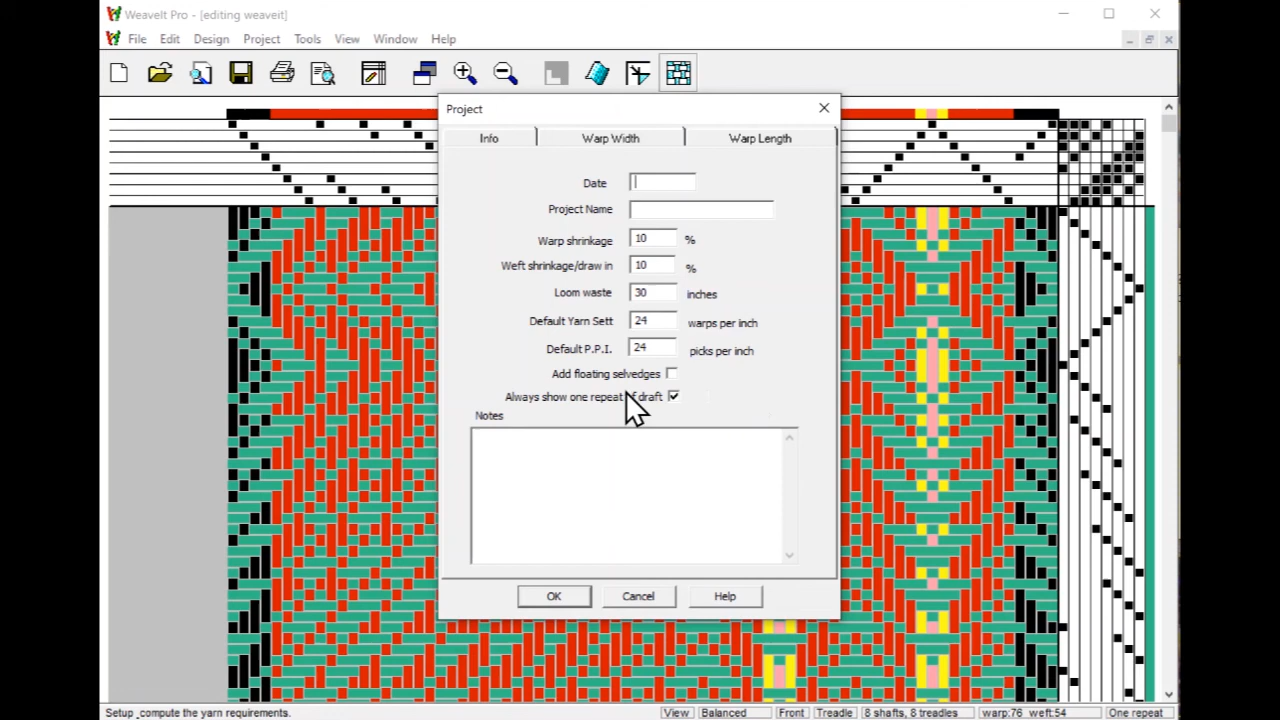 WeaveIt Pro - [editing weaveit]
File Edit Design Project Tools View Window Help
Project
Info Warp Width Warp Length
Date
Project Name
Warp shrinkage 10 %
Weft shrinkage/draw in 10 %
Loom waste 30 inches
Default Yarn Sett 24 warps per inch
Default P.P.I. 24 picks per inch
Add floating selvedges
Always show one repeat of draft
Notes
OK Cancel Help
Setup _compute the yarn requirements. View Balanced Front Treadle 8 shafts, 8 treadles warp:76 weft:54 One repeat